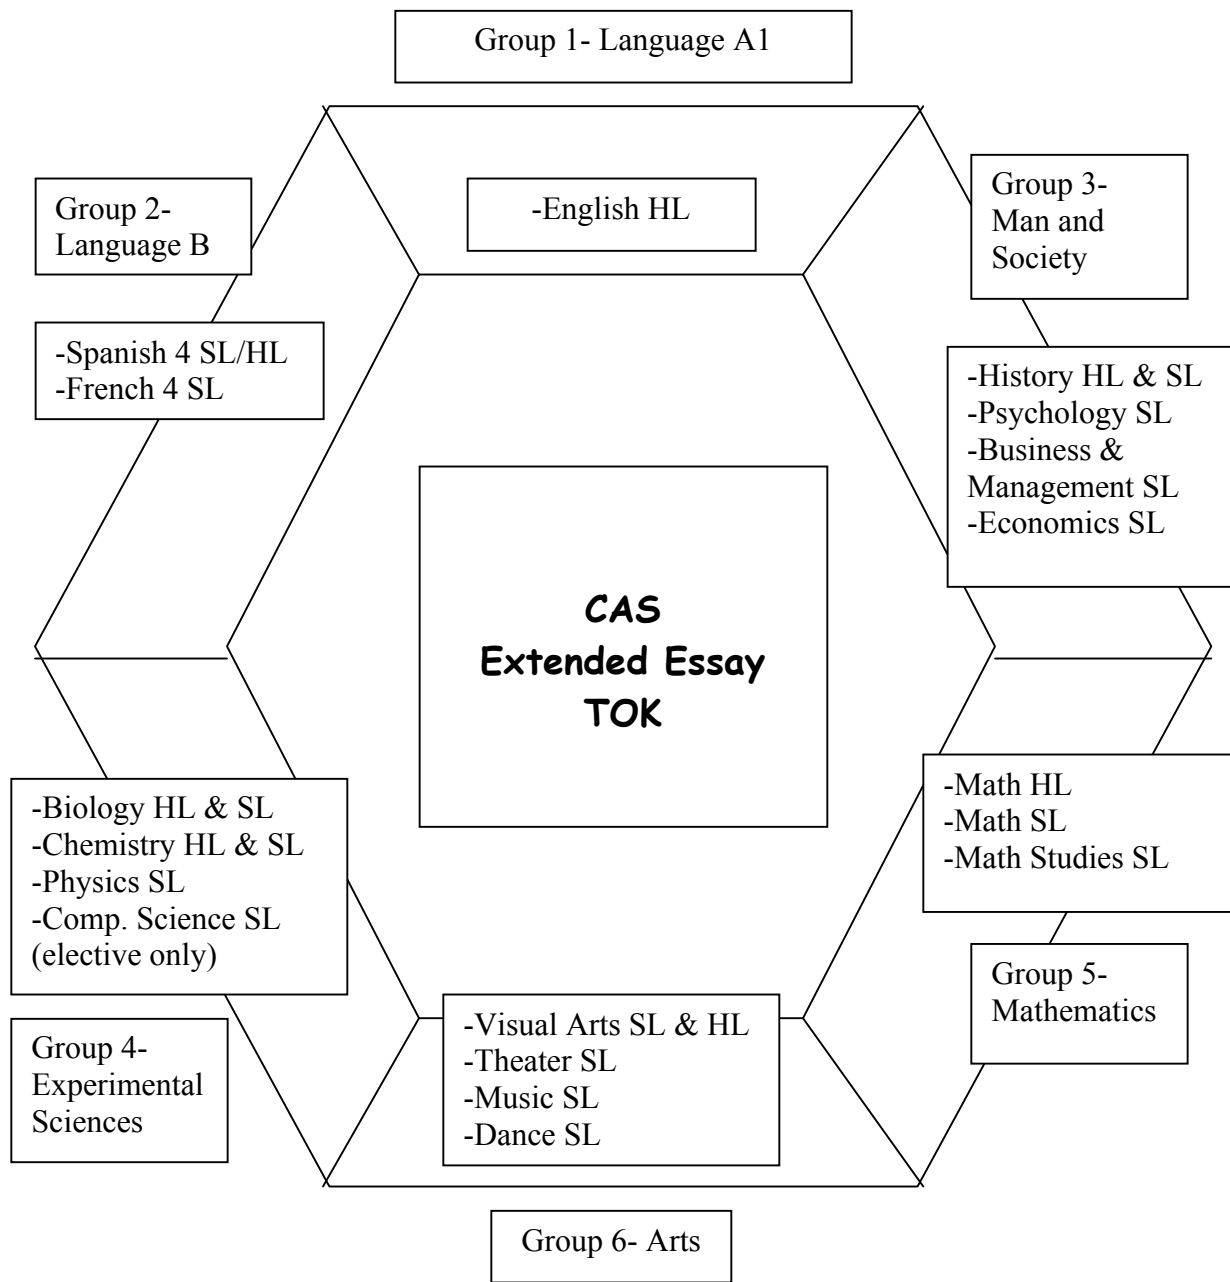 Group 1- Language A1
-English HL
Group 2-
Language B
-Spanish 4 SL/HL
-French 4 SL
Group 3-
Man and
Society
-History HL & SL
-Psychology SL
-Business &
Management SL
-Economics SL
CAS
Extended Essay
TOK
-Biology HL & SL
-Chemistry HL & SL
-Physics SL
-Comp. Science SL
(elective only)
Group 4-
Experimental
Sciences
-Math HL
-Math SL
-Math Studies SL
Group 5-
Mathematics
-Visual Arts SL & HL
-Theater SL
-Music SL
-Dance SL
Group 6- Arts